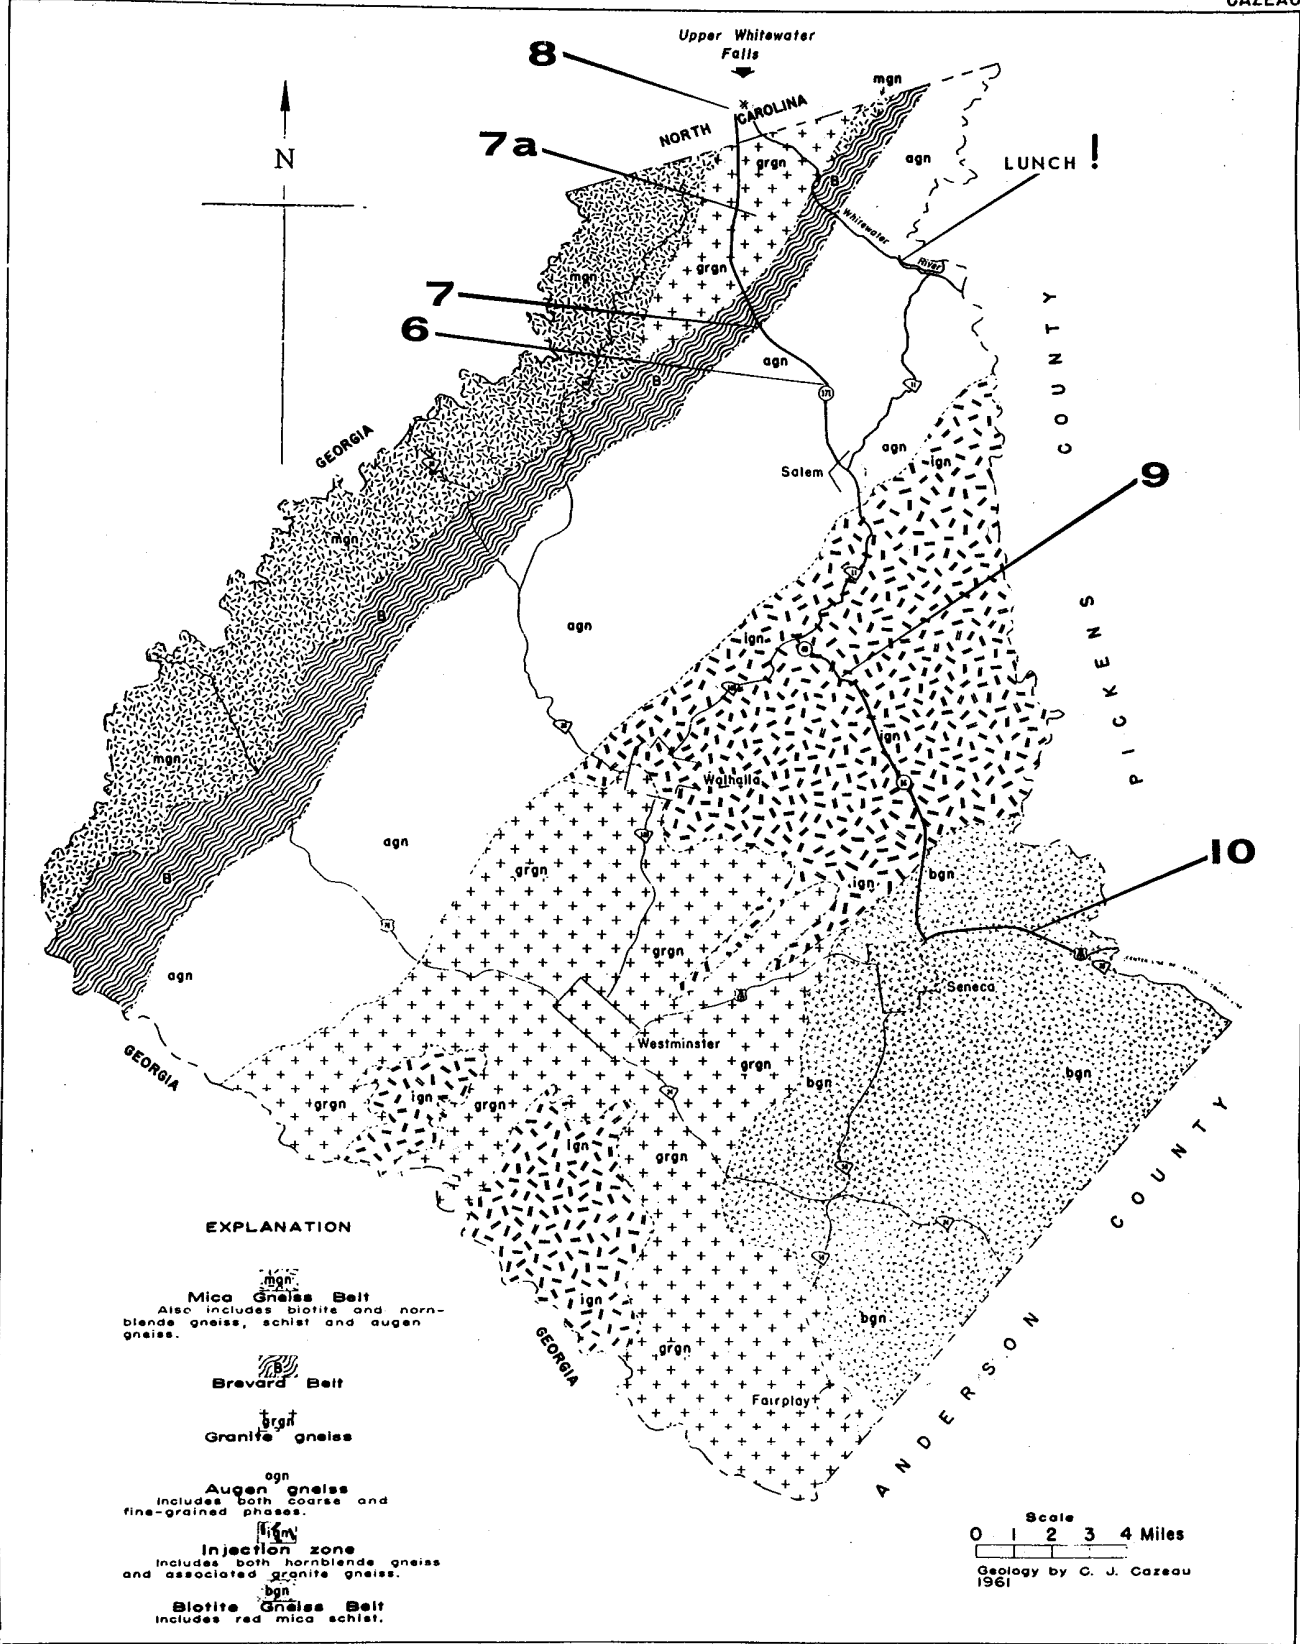 CAZEAU
Upper Whitewater
Falls
8
mgn
NORTH CAROLINA
7a
grgn
agn
LUNCH !
N
B
Whitewater
River
mgn
grgn
7
6
COUNTY
agn
B
171
11
GEORGIA
agn
ign
Salem
9
mgn
11
B
agn
PICKENS
ign
mgn
ign
Walhalla
agn
10
grgn
bgn
B
ign
grgn
agn
Seneca
Westminster
GEORGIA
grgn
bgn
bgn
ign
grgn
grgn
COUNTY
ign
grgn
EXPLANATION
mgn
Mica Gneiss Belt
Also includes biotite and horn-
blende gneiss, schist and augen
gneiss.
ign
bgn
GEORGIA
grgn
B
Brevard Belt
Fairplay
ANDERSON
grgn
Granite gneiss
agn
Augen gneiss
Includes both coarse and
fine-grained phases.
ign
Injection zone
Includes both hornblende gneiss
and associated granite gneiss.
bgn
Biotite Gneiss Belt
Includes red mica schist.
Scale
0 1 2 3 4 Miles
Geology by C. J. Cazeau
1961